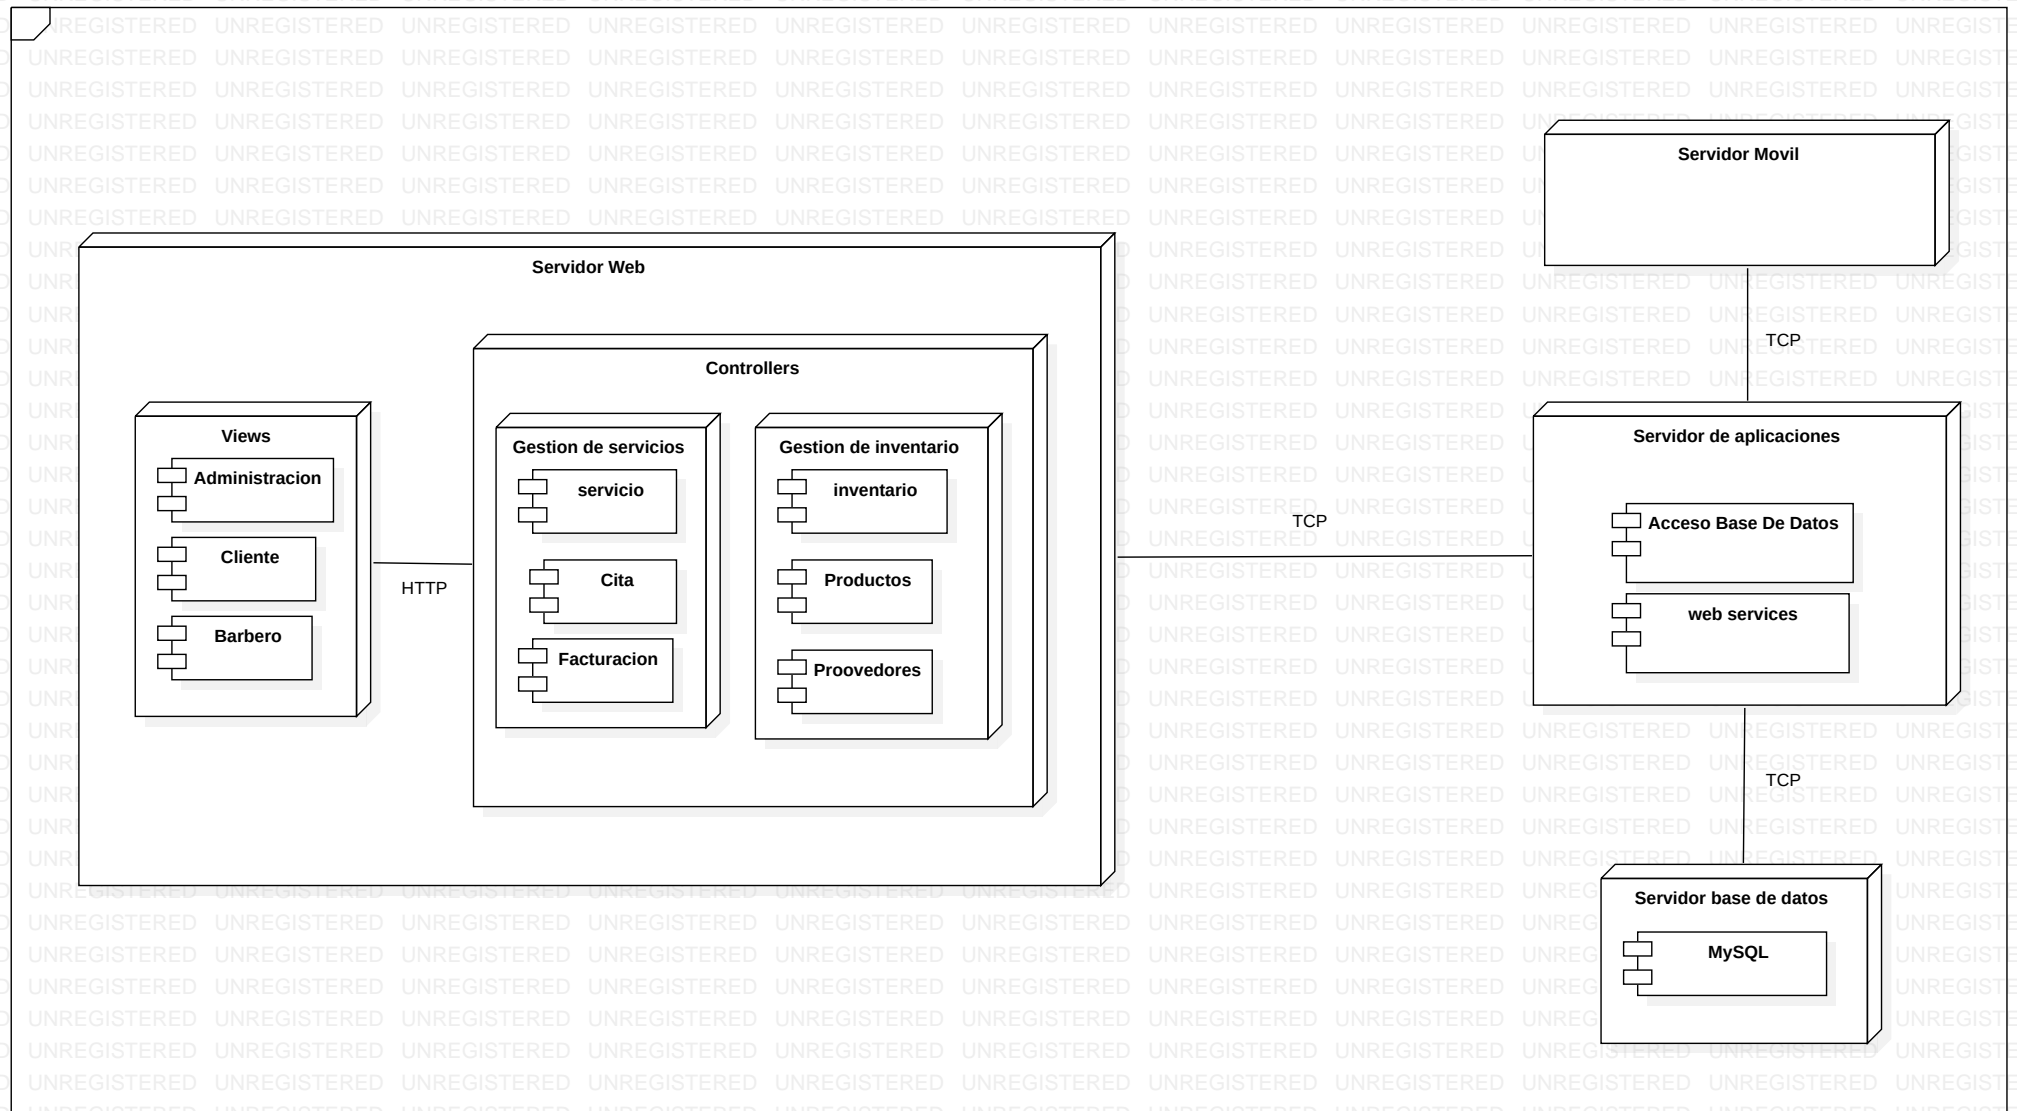 Servidor Movil
Servidor Web
TCP
Controllers
Views
Gestion de servicios
Gestion de inventario
Servidor de aplicaciones
Administracion
servicio
inventario
Acceso Base De Datos
TCP
Cliente
HTTP
Cita
Productos
web services
Barbero
Facturacion
Proovedores
TCP
Servidor base de datos
MySQL
UNREGISTERED